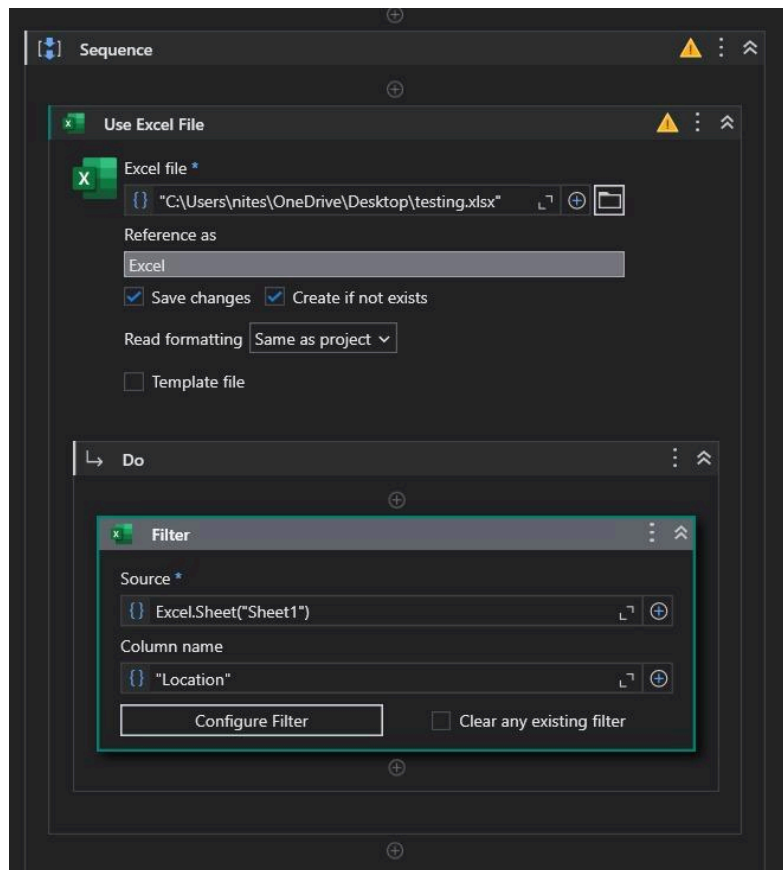 Sequence
Use Excel File
Excel file *
"C:\Users\nites\OneDrive\Desktop\testing.xlsx"
Reference as
Excel
Save changes Create if not exists
Read formatting Same as project
Template file
Do
Filter
Source *
Excel.Sheet("Sheet1")
Column name
"Location"
Configure Filter Clear any existing filter